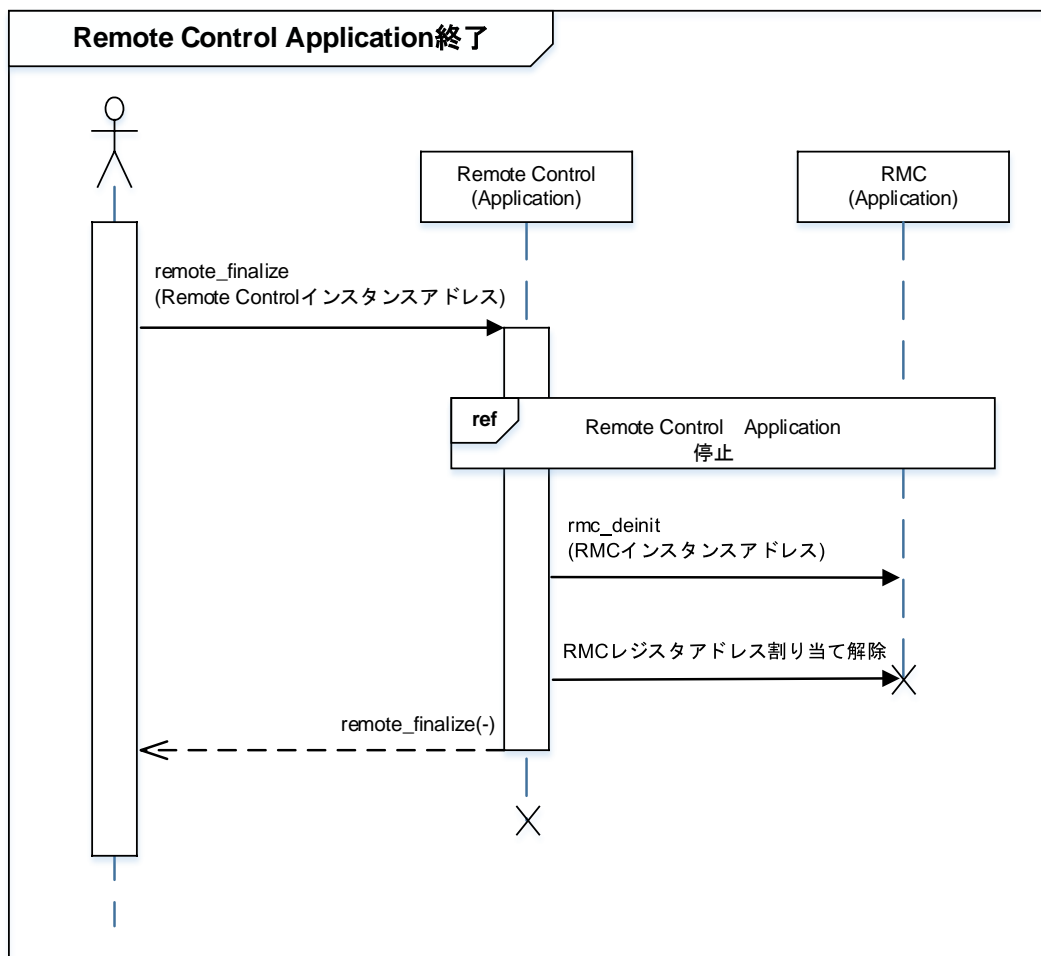 Remote Control Application終了
Remote Control
(Application)
RMC
(Application)
remote_finalize
(Remote Controlインスタンスアドレス)
ref
Remote Control　Application
停止
rmc_deinit
(RMCインスタンスアドレス)
RMCレジスタアドレス割り当て解除
remote_finalize(-)